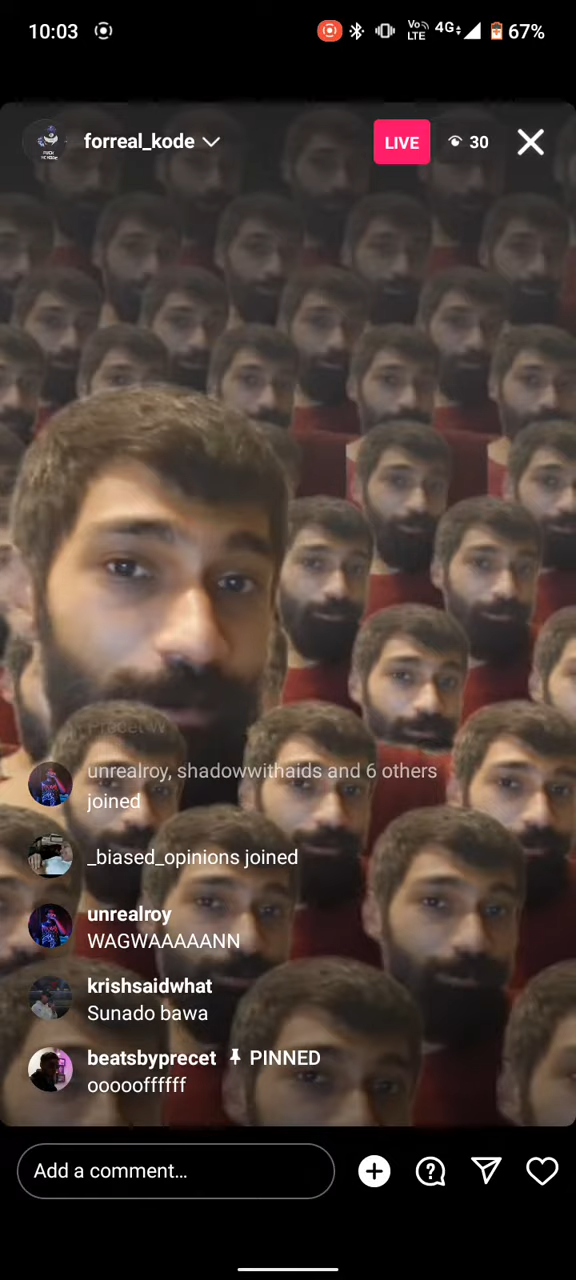 10:03
Vo
LTE
4G
67%
forreal_kode
LIVE
30
Precet W
unrealroy, shadowwithaids and 6 others
joined
_biased_opinions joined
unrealroy
WAGWAAAAANN
krishsaidwhat
Sunado bawa
beatsbyprecet PINNED
oooooffffff
Add a comment...